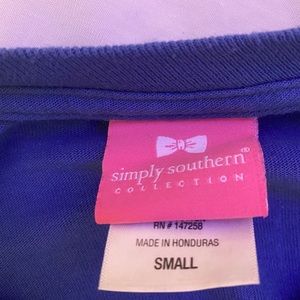 simply southern®
COLLECTION
RN # 147258
MADE IN HONDURAS
SMALL